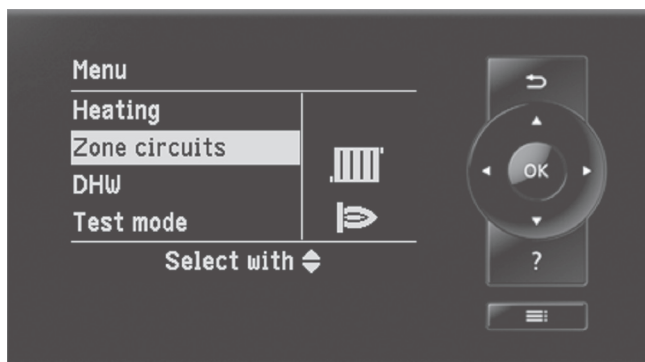 Menu
Heating
Zone circuits
DHW
Test mode
Select with
OK
?